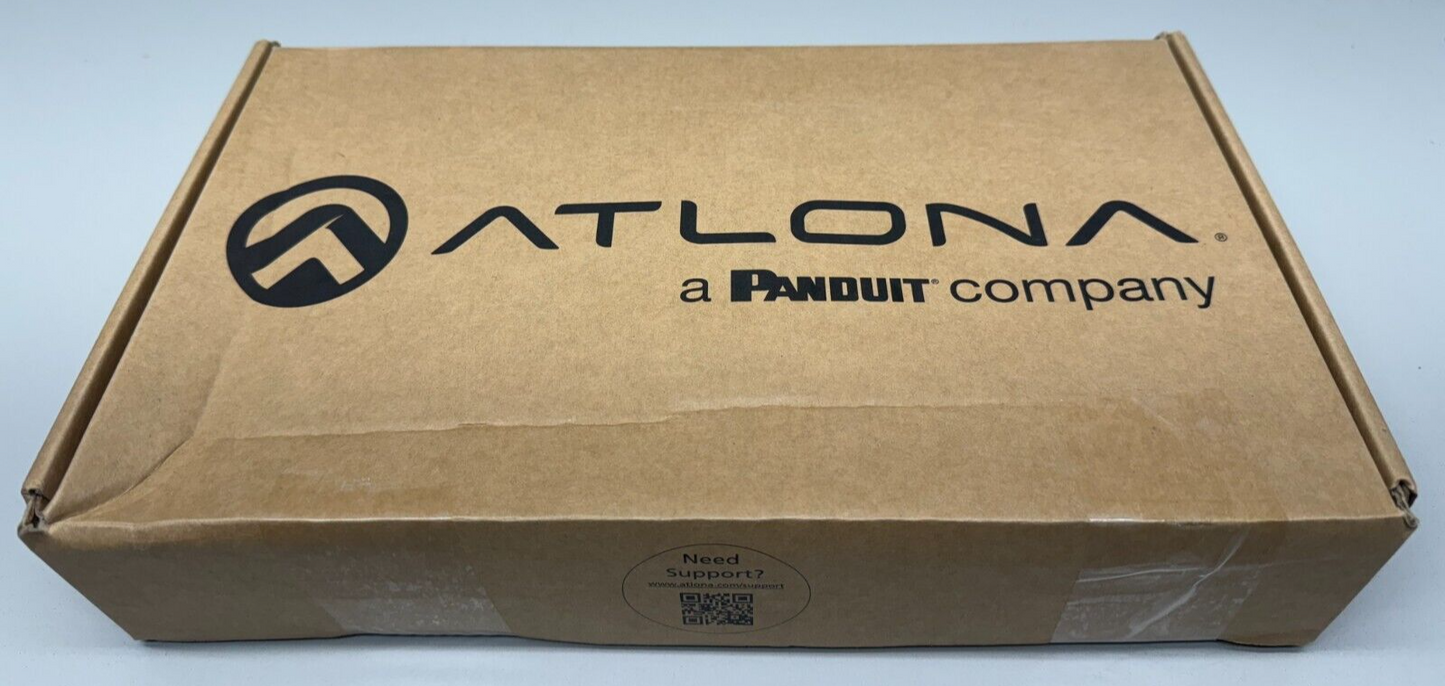 ATLONA®
a PANDUIT® company
Need
Support?
www.atlona.com/support